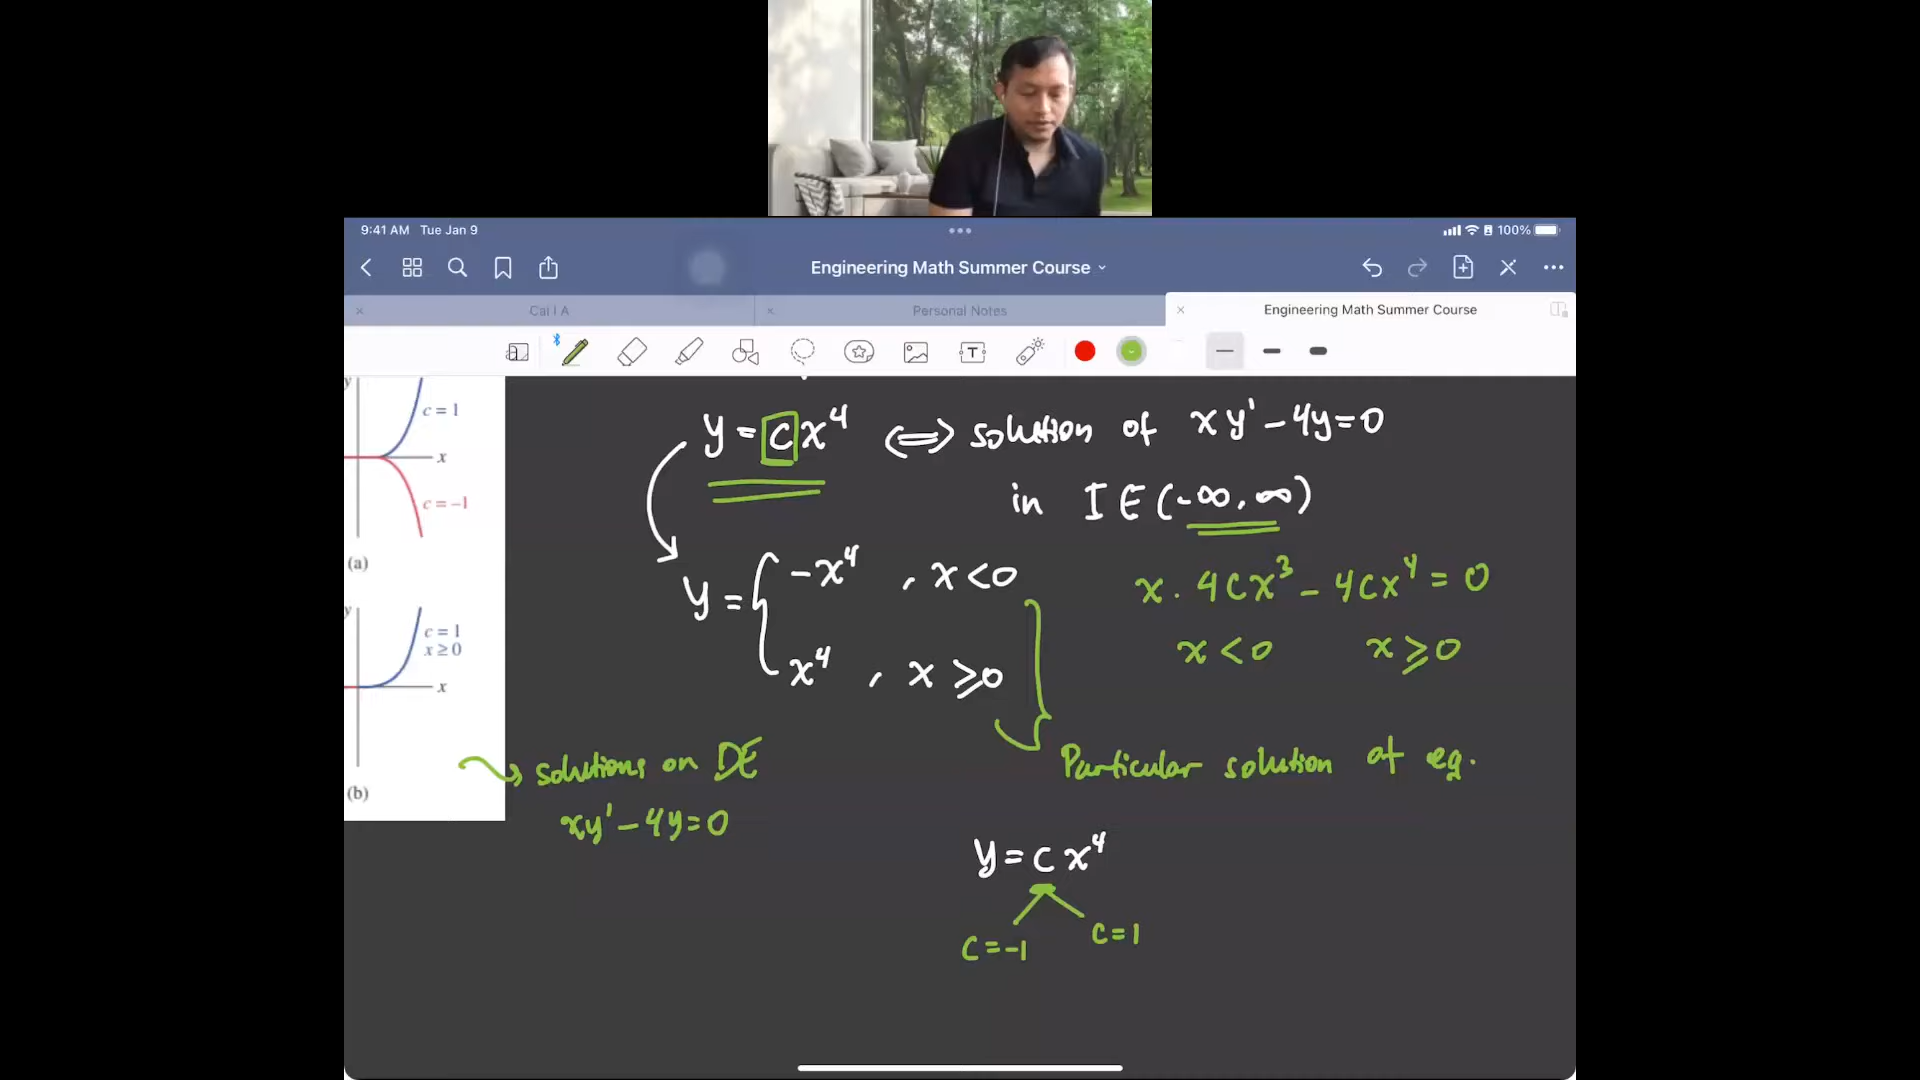 9:41 AM Tue Jan 9
100%
Engineering Math Summer Course
Cal I A
Personal Notes
Engineering Math Summer Course
a
T
y
c = 1
x
c = −1
(a)
y
c = 1
x ≥ 0
x
(b)
y = c x⁴ ⟺ solution of xy' − 4y = 0
in I ∈ (−∞, ∞)
y = { −x⁴ , x < 0
x⁴ , x ≥ 0
x · 4cx³ − 4cx⁴ = 0
x < 0 x ≥ 0
→ solutions on DE
xy' − 4y = 0
Particular solution of eq.
y = c x⁴
c = −1 c = 1